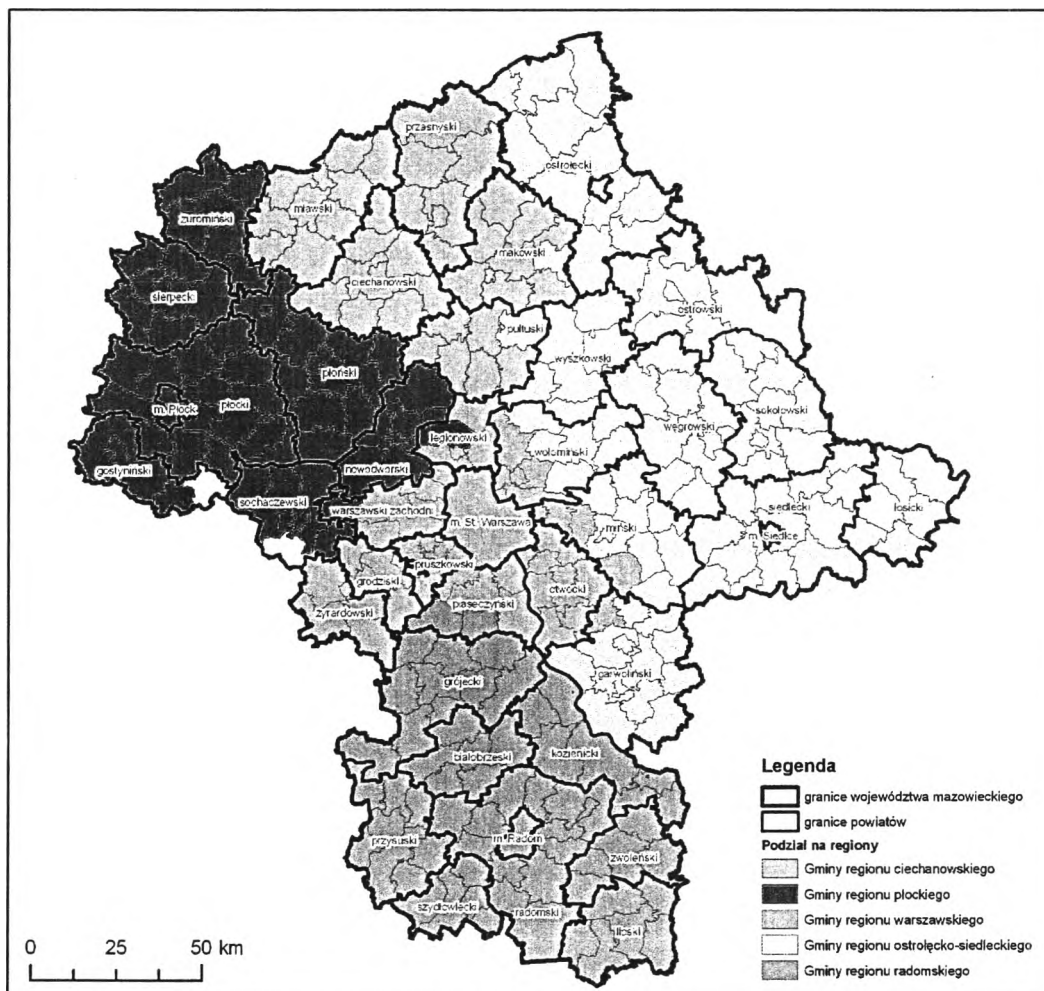 przasnyski
ostrołęcki
żuromiński
mławski
makowski
ciechanowski
sierpecki
ostrowski
pułtuski
płoński
wyszkowski
sokołowski
m. Płock
płocki
węgrowski
legionowski
wołomiński
gostyniński
nowodworski
sochaczewski
siedlecki
łosicki
warszawski zachodni
m. St. Warszawa
miński
m. Siedlce
pruszkowski
grodziski
otwocki
piaseczyński
żyrardowski
garwoliński
grójecki
kozienicki
białobrzeski
Legenda
granice województwa mazowieckiego
granice powiatów
Podział na regiony
Gminy regionu ciechanowskiego
Gminy regionu płockiego
Gminy regionu warszawskiego
Gminy regionu ostrołęcko-siedleckiego
Gminy regionu radomskiego
przysuski
m. Radom
zwoleński
szydłowiecki
radomski
lipski
0 25 50 km